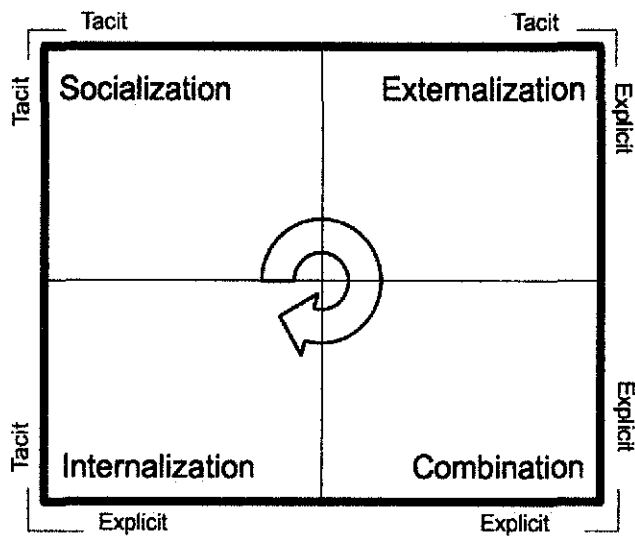 Tacit
Tacit
Tacit
Socialization
Externalization
Explicit
Tacit
Internalization
Combination
Explicit
Explicit
Explicit